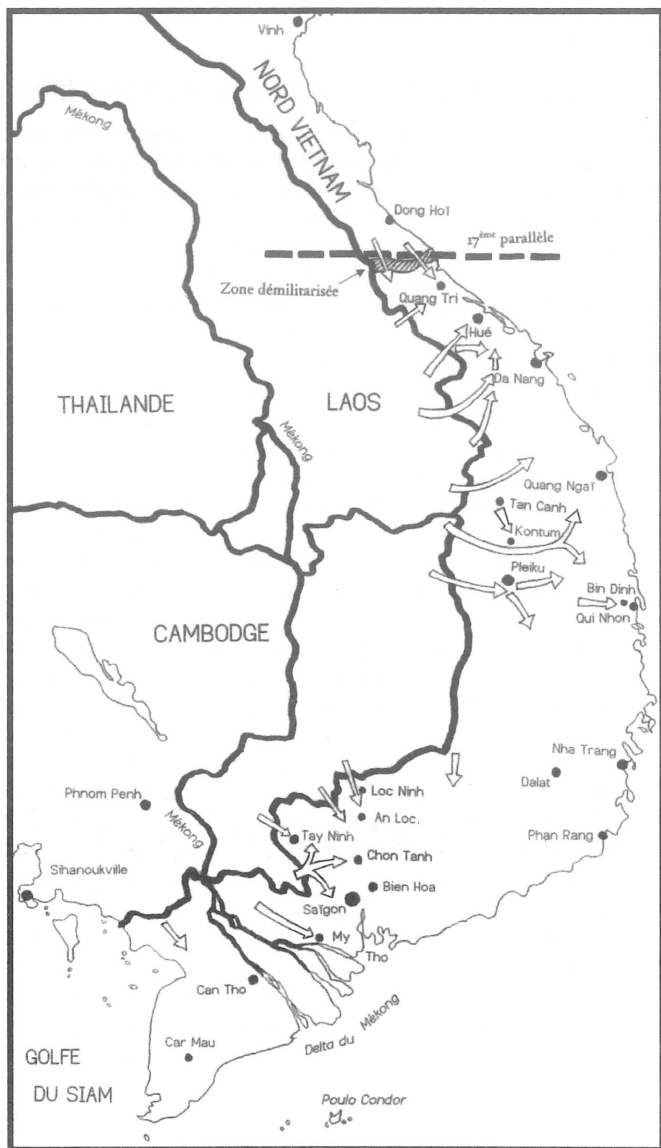 Vinh
Mékong
NORD VIETNAM
Dong Hoï
17ème parallèle
Zone démilitarisée
Quang Tri
Hué
Da Nang
THAILANDE
LAOS
Mékong
Quang Ngaï
Tan Canh
Kontum
Pleiku
Bin Dinh
Qui Nhon
CAMBODGE
Nha Trang
Dalat
Loc Ninh
Phnom Penh
Mékong
An Loc.
Phan Rang
Tay Ninh
Chon Tanh
Sihanoukville
Bien Hoa
Saïgon
My
Tho
Can Tho
Delta du Mékong
Car Mau
GOLFE
DU SIAM
Poulo Condor